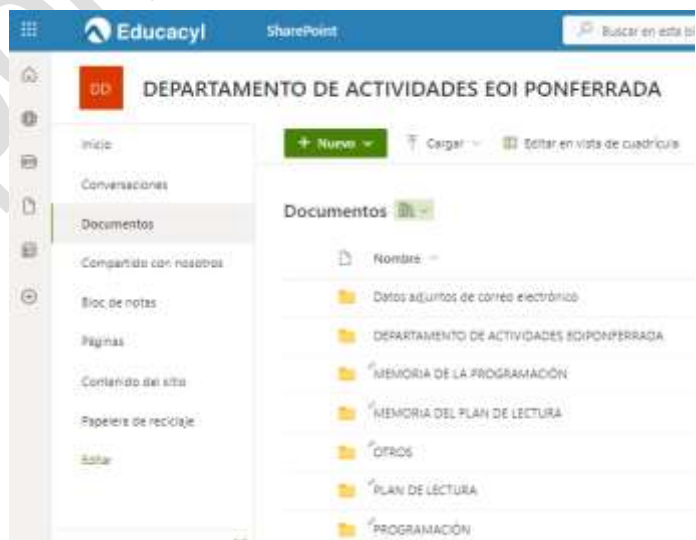 Educacyl
SharePoint
Buscar en esta bi
DD
DEPARTAMENTO DE ACTIVIDADES EOI PONFERRADA
Inicio
Conversaciones
Documentos
Compartido con nosotros
Bloc de notas
Páginas
Contenido del sitio
Papelera de reciclaje
Editar
+ Nuevo
Cargar
Editar en vista de cuadrícula
Documentos
Nombre
Datos adjuntos de correo electrónico
DEPARTAMENTO DE ACTIVIDADES EOIPONFERRADA
MEMORIA DE LA PROGRAMACIÓN
MEMORIA DEL PLAN DE LECTURA
OTROS
PLAN DE LECTURA
PROGRAMACIÓN